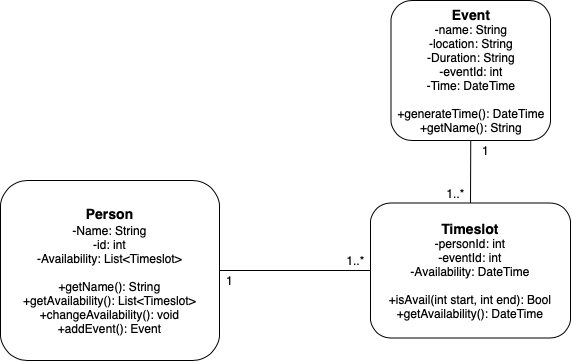 Event
-name: String
-location: String
-Duration: String
-eventId: int
-Time: DateTime
+generateTime(): DateTime
+getName(): String
1
1..*
Person
-Name: String
-id: int
-Availability: List<Timeslot>
+getName(): String
+getAvailability(): List<Timeslot>
+changeAvailability(): void
+addEvent(): Event
1
1..*
Timeslot
-personId: int
-eventId: int
-Availability: DateTime
+isAvail(int start, int end): Bool
+getAvailability(): DateTime